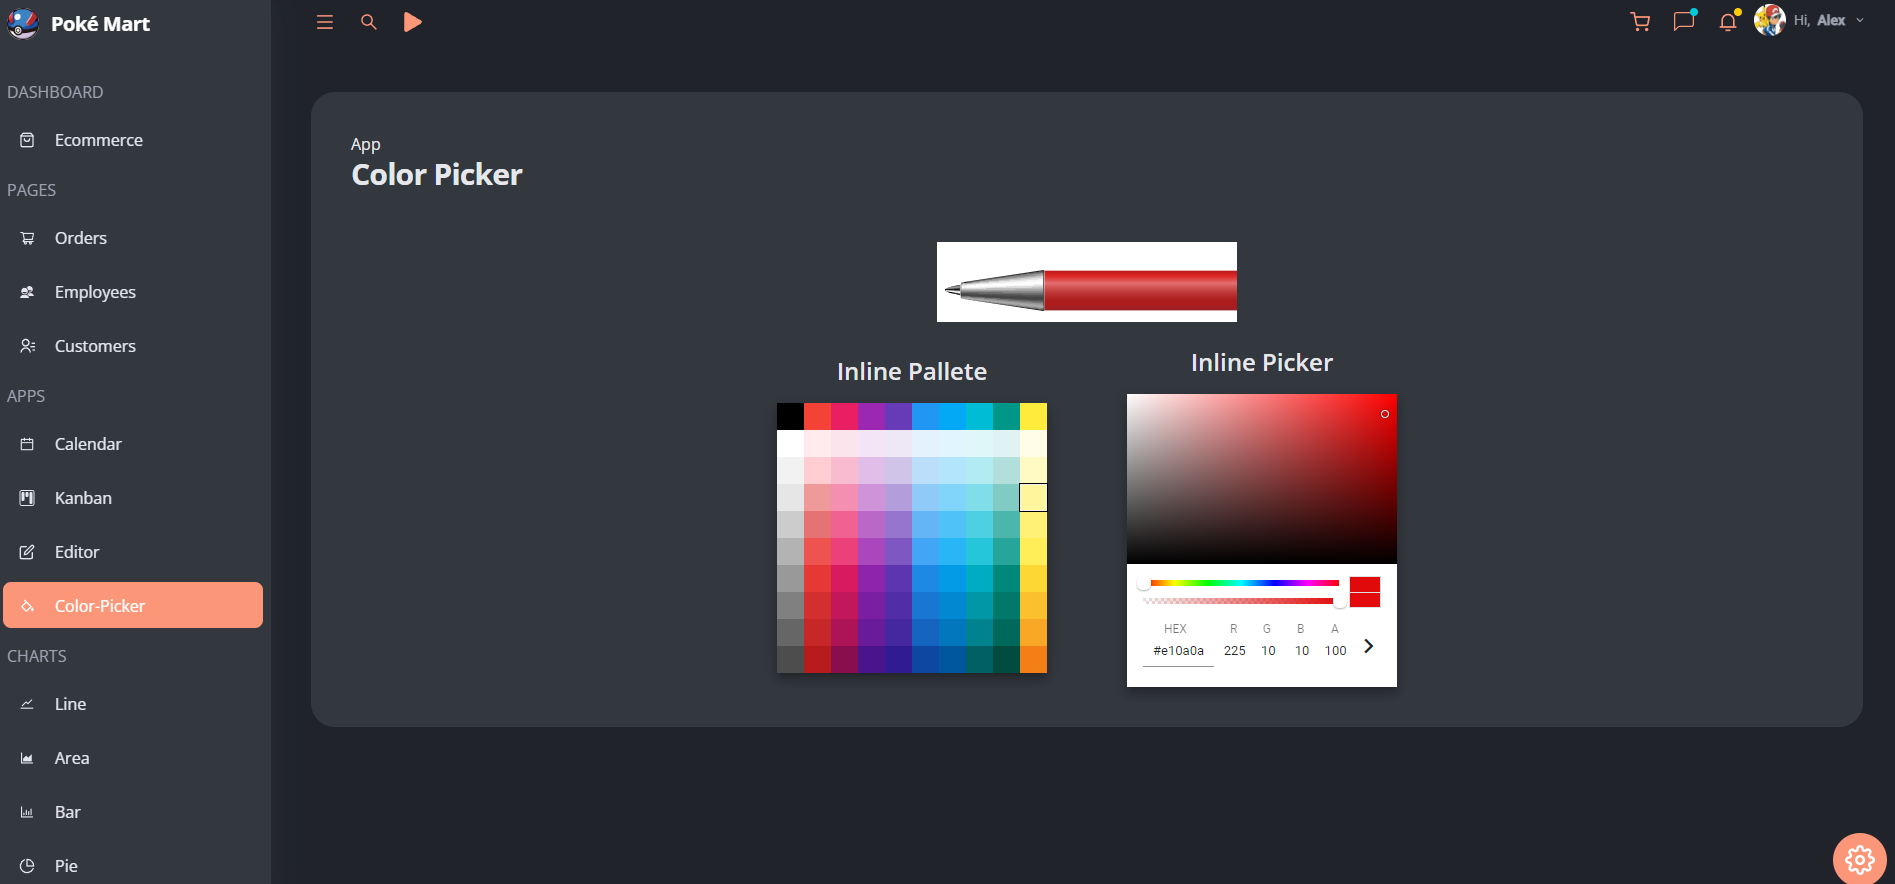 Poké Mart
Hi, Alex
DASHBOARD
Ecommerce
PAGES
Orders
Employees
Customers
APPS
Calendar
Kanban
Editor
Color-Picker
CHARTS
Line
Area
Bar
Pie
App
Color Picker
Inline Pallete
Inline Picker
HEX R G B A
#e10a0a 225 10 10 100